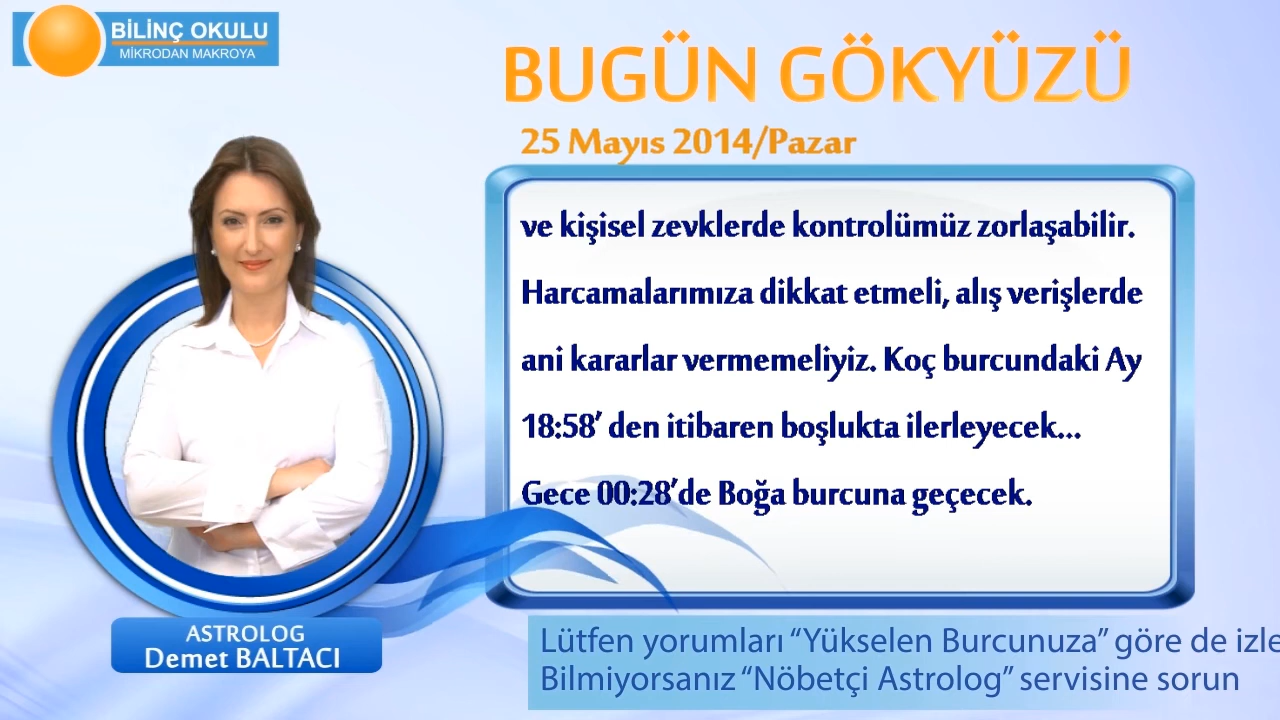 BİLİNÇ OKULU
MİKRODAN MAKROYA
BUGÜN GÖKYÜZÜ
25 Mayıs 2014/Pazar
ve kişisel zevklerde kontrolümüz zorlaşabilir.
Harcamalarımıza dikkat etmeli, alış verişlerde
ani kararlar vermemeliyiz. Koç burcundaki Ay
18:58’ den itibaren boşlukta ilerleyecek...
Gece 00:28’de Boğa burcuna geçecek.
ASTROLOG
Demet BALTACI
Lütfen yorumları “Yükselen Burcunuza” göre de izle
Bilmiyorsanız “Nöbetçi Astrolog” servisine sorun